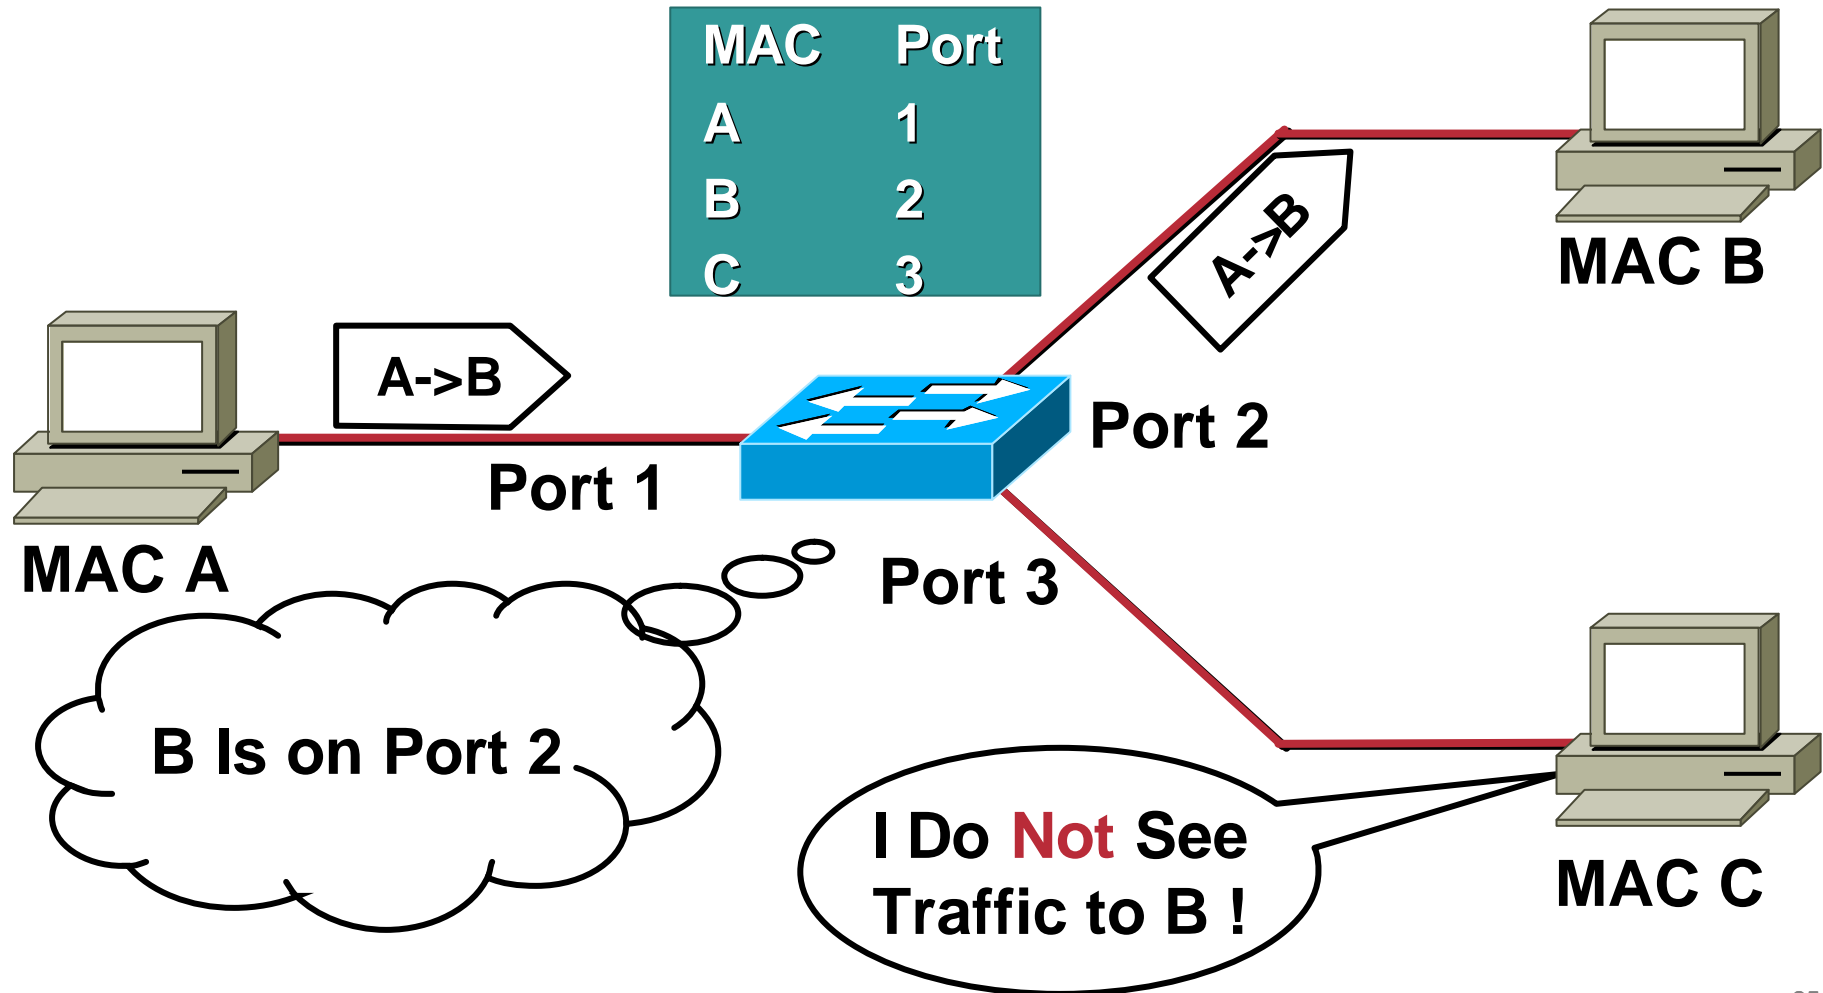 MAC Port
A 1
B 2
C 3
A->B
A->B
MAC B
Port 2
Port 1
MAC A
Port 3
B Is on Port 2
I Do Not See
Traffic to B !
MAC C